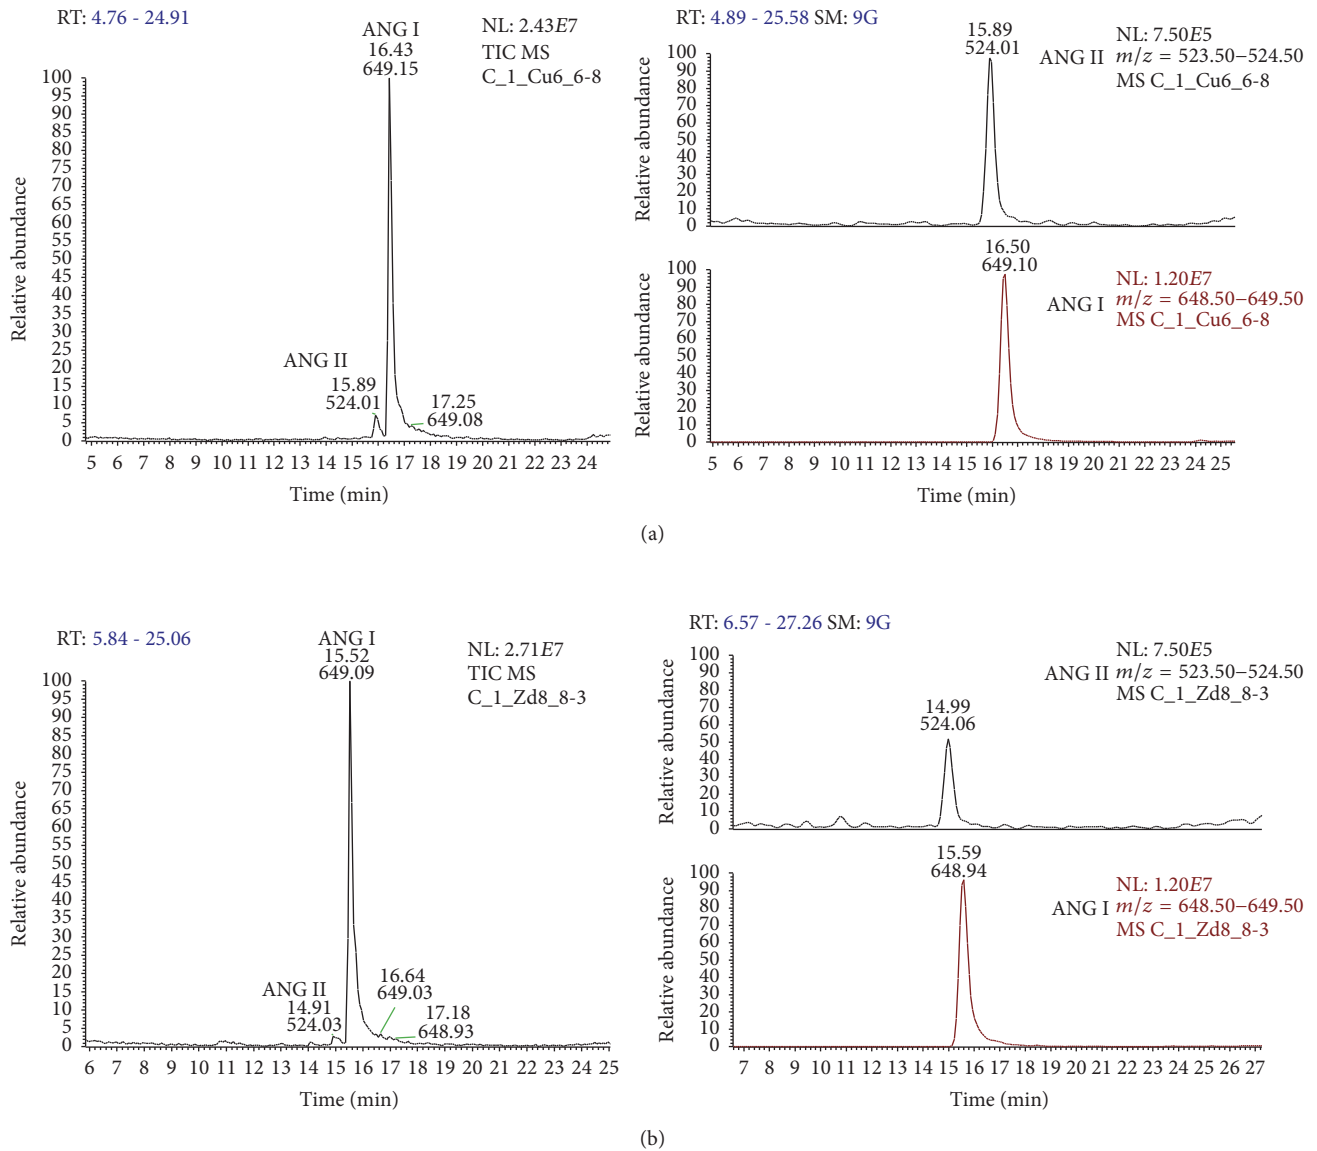 RT: 4.76 - 24.91
ANG I
16.43
649.15
NL: 2.43E7
TIC MS
C_1_Cu6_6-8
Relative abundance
100
95
90
85
80
75
70
65
60
55
50
45
40
35
30
25
20
15
10
5
0
ANG II
15.89
524.01
17.25
649.08
5 6 7 8 9 10 11 12 13 14 15 16 17 18 19 20 21 22 23 24
Time (min)
RT: 4.89 - 25.58 SM: 9G
15.89
524.01
ANG II
NL: 7.50E5
m/z = 523.50–524.50
MS C_1_Cu6_6-8
Relative abundance
100
90
80
70
60
50
40
30
20
10
0
16.50
649.10
ANG I
NL: 1.20E7
m/z = 648.50–649.50
MS C_1_Cu6_6-8
Relative abundance
100
90
80
70
60
50
40
30
20
10
0
5 6 7 8 9 10 11 12 13 14 15 16 17 18 19 20 21 22 23 24 25
Time (min)
(a)
RT: 5.84 - 25.06
ANG I
15.52
649.09
NL: 2.71E7
TIC MS
C_1_Zd8_8-3
Relative abundance
100
95
90
85
80
75
70
65
60
55
50
45
40
35
30
25
20
15
10
5
0
ANG II
14.91
524.03
16.64
649.03
17.18
648.93
6 7 8 9 10 11 12 13 14 15 16 17 18 19 20 21 22 23 24 25
Time (min)
RT: 6.57 - 27.26 SM: 9G
14.99
524.06
ANG II
NL: 7.50E5
m/z = 523.50–524.50
MS C_1_Zd8_8-3
Relative abundance
100
90
80
70
60
50
40
30
20
10
0
15.59
648.94
ANG I
NL: 1.20E7
m/z = 648.50–649.50
MS C_1_Zd8_8-3
Relative abundance
100
90
80
70
60
50
40
30
20
10
0
7 8 9 10 11 12 13 14 15 16 17 18 19 20 21 22 23 24 25 26 27
Time (min)
(b)